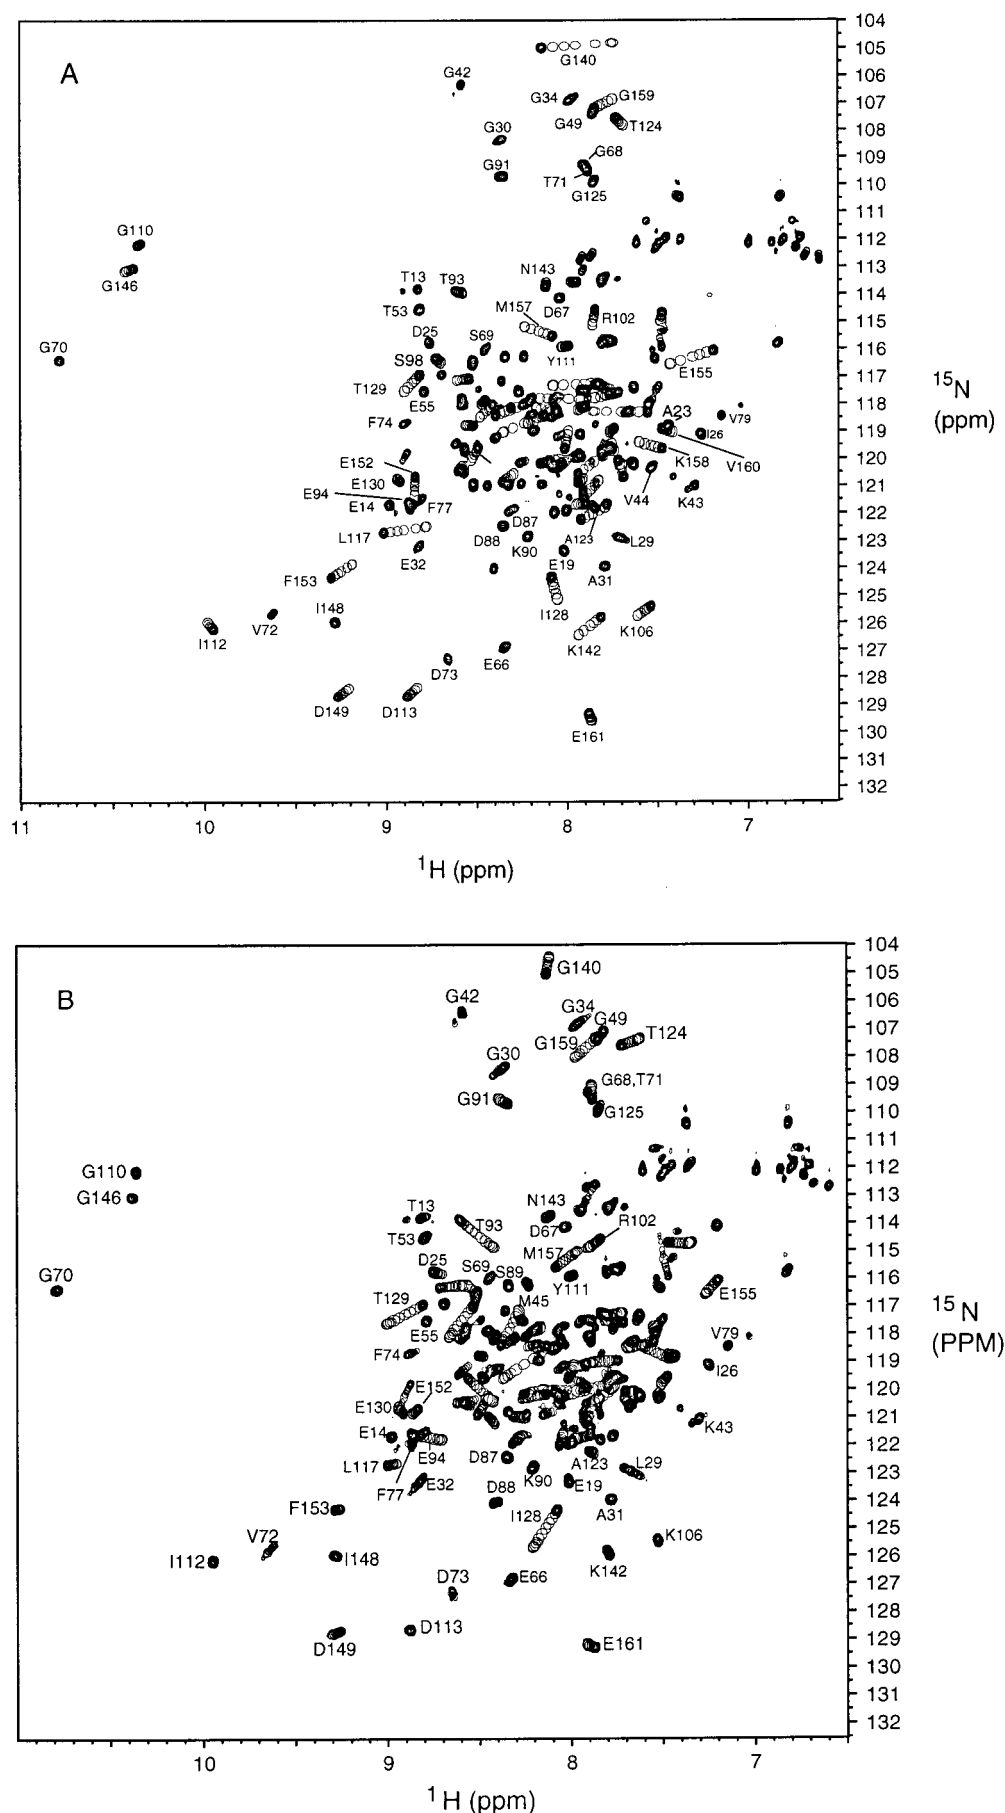 A
104
105
G140
106
G42
G34
G159
107
G49
T124
108
G30
G68
109
G91
T71
110
G125
111
G110
112
G146
113
T13
T93
N143
114
T53
M157
D67
R102
115
D25
S69
G70
Y111
116
S98
E155
T129
117
E55
118
A23
V79
F74
I26
119
K158
E152
V160
120
E130
E94
V44
K43
121
E14
F77
D87
122
L117
D88
A123
K90
L29
E32
E19
A31
123
F153
124
I148
I128
125
V72
K106
I112
K142
126
E66
127
D73
128
D149
D113
E161
129
130
131
132
15N
(ppm)
11
10
9
8
7
1H (ppm)
B
104
G140
105
G42
G34
106
G49
T124
G159
107
G30
108
G68,T71
109
G91
G125
110
111
G110
112
G146
T13
N143
113
T93
R102
T53
D67
114
M157
D25
S69
S89
115
G70
Y111
E155
116
M45
T129
117
E55
V79
118
F74
I26
119
E152
120
E130
K43
121
E14
E94
D87
A123
L29
122
L117
F77
E32
K90
E19
123
D88
A31
124
F153
I128
V72
K106
125
I112
I148
K142
126
D73
E66
127
D113
128
D149
E161
129
130
131
132
15N
(PPM)
10
9
8
7
1H (ppm)